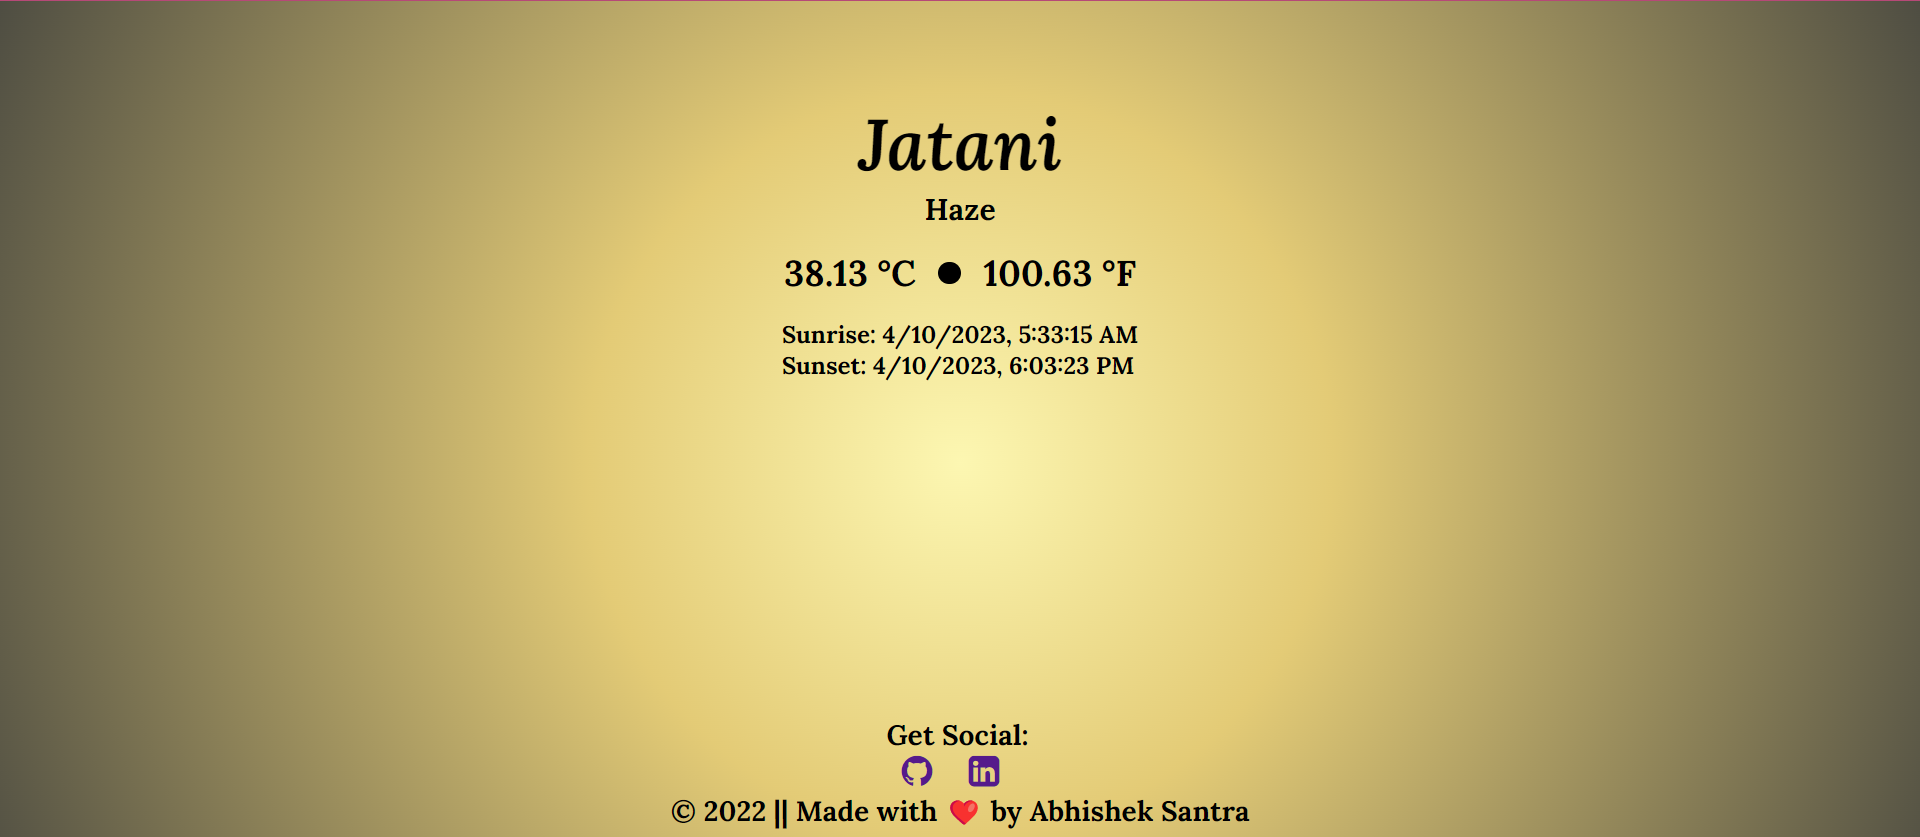 Jatani
Haze
38.13 °C ● 100.63 °F
Sunrise: 4/10/2023, 5:33:15 AM
Sunset: 4/10/2023, 6:03:23 PM
Get Social:
in
© 2022 || Made with ❤️ by Abhishek Santra